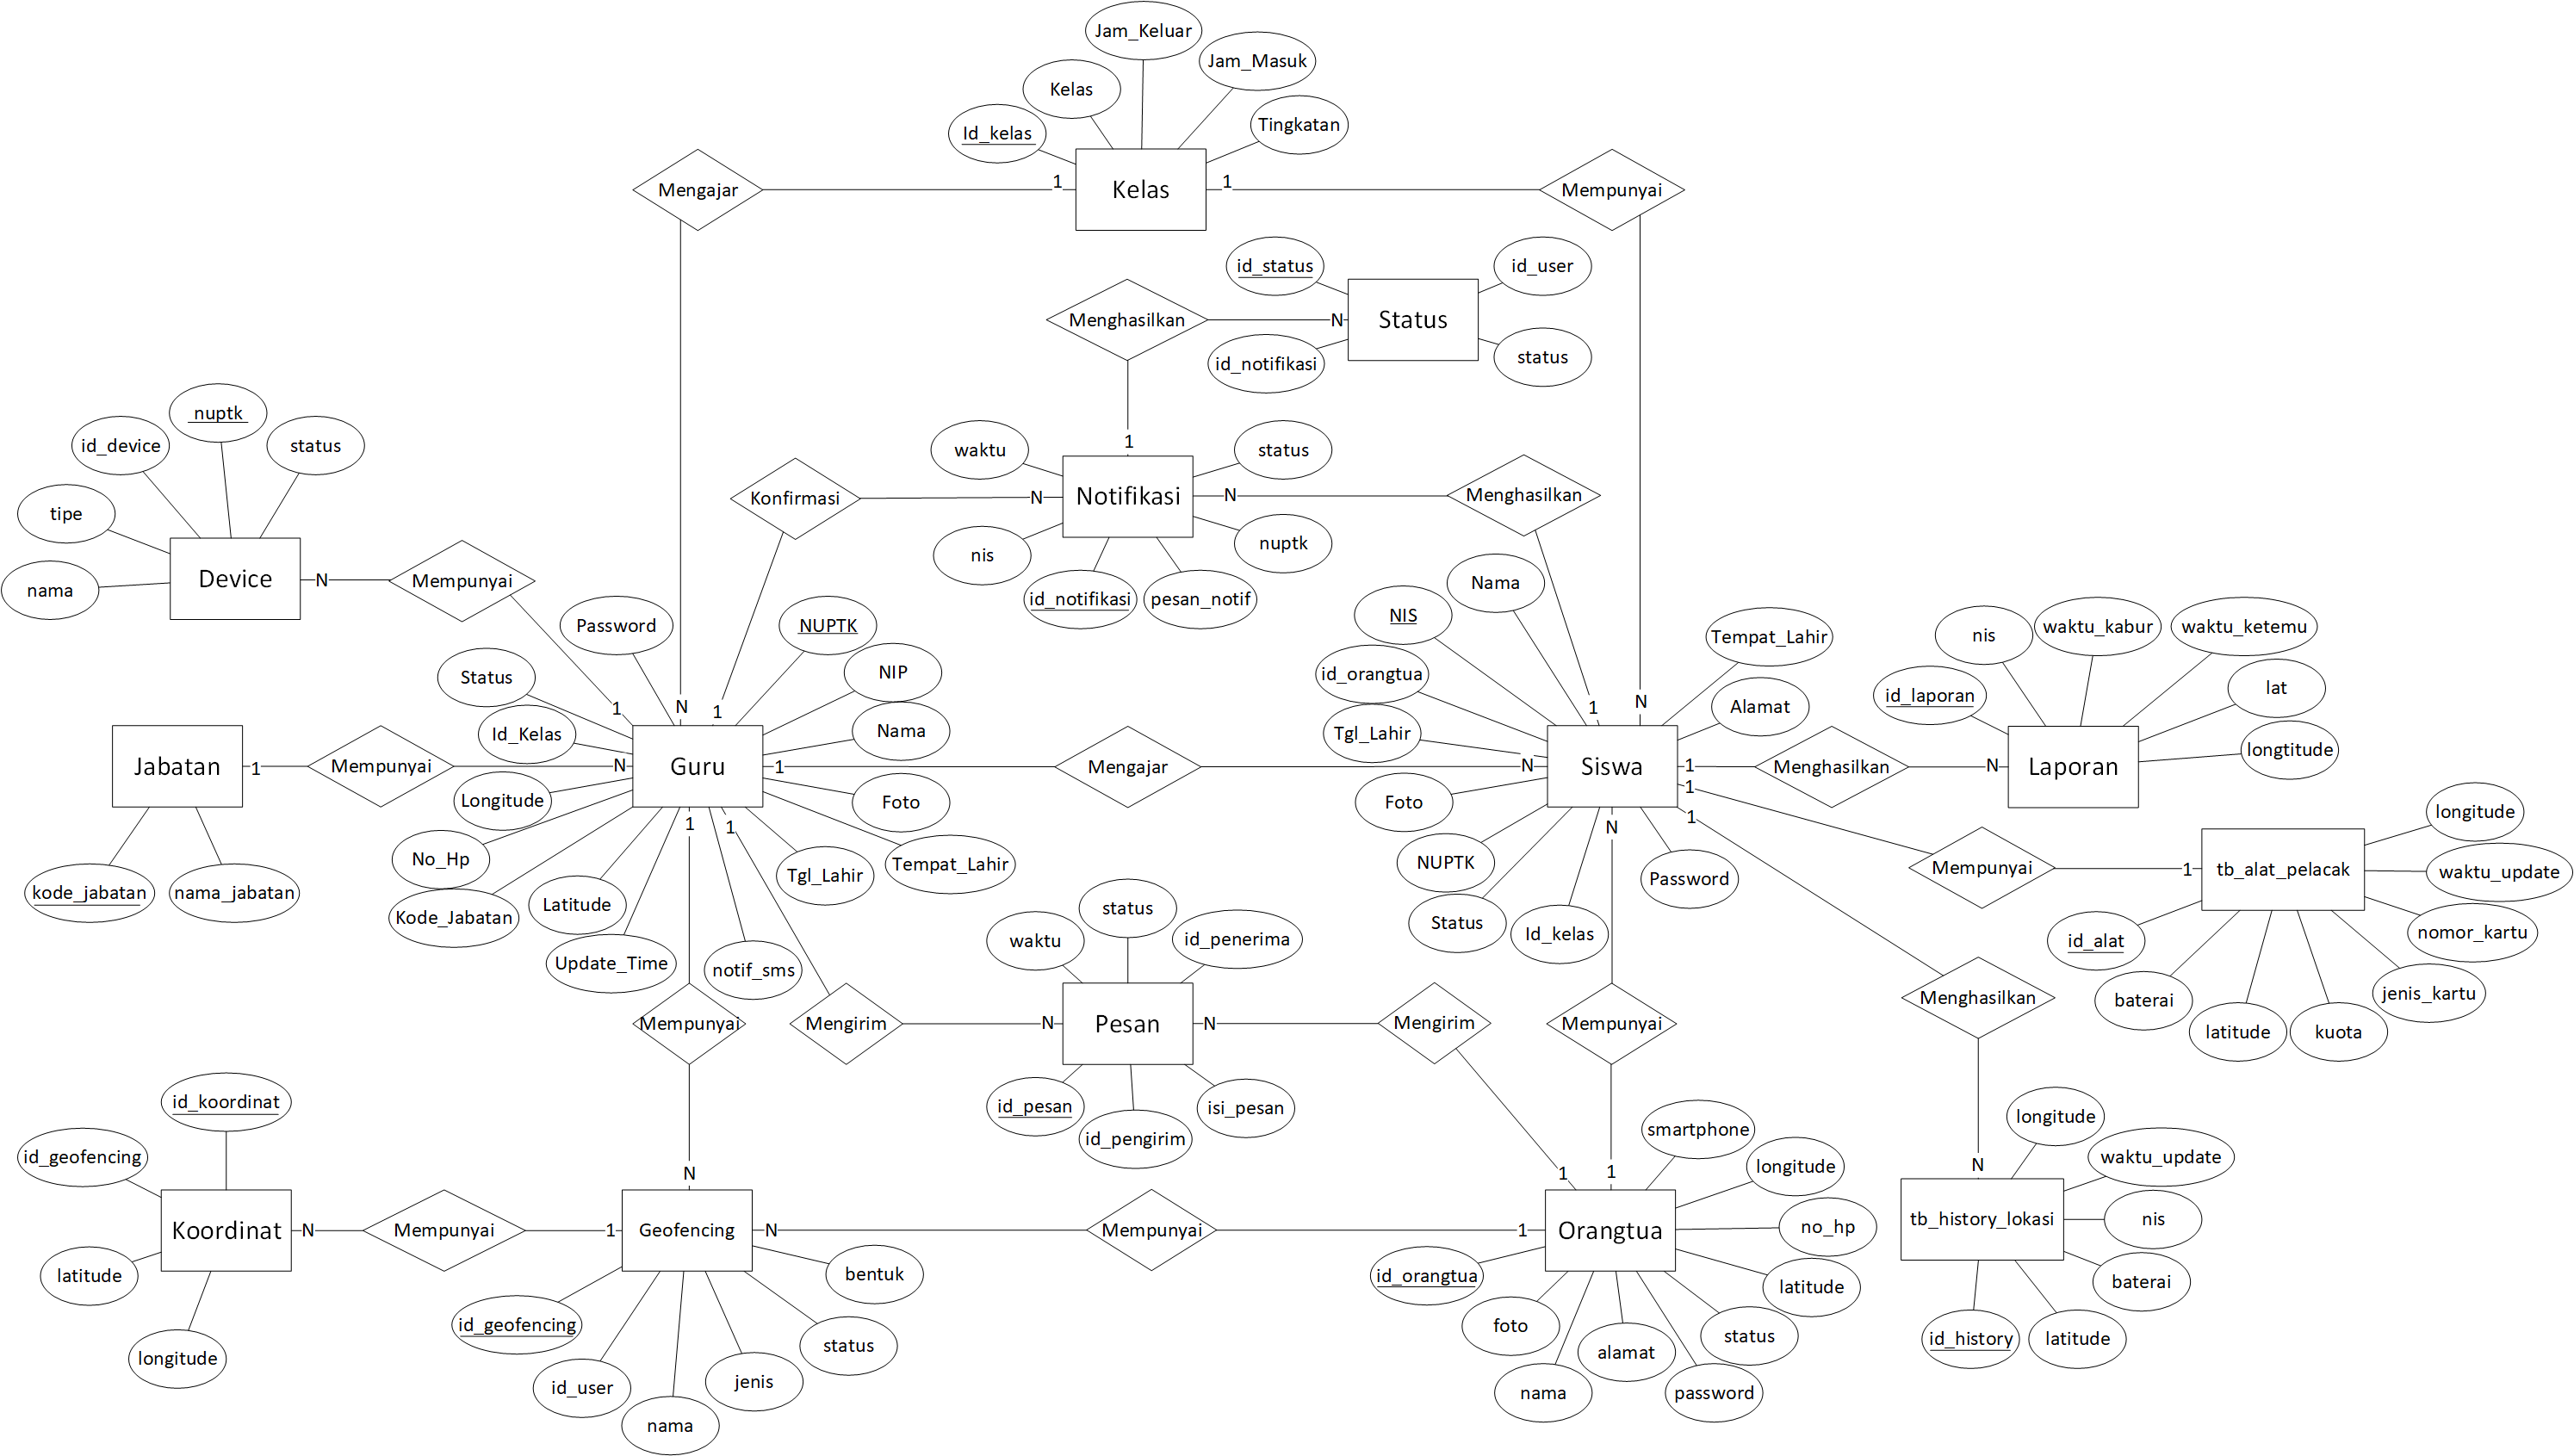 Jam_Keluar
Jam_Masuk
Kelas
Id_kelas
Tingkatan
Mengajar
1
Kelas
1
Mempunyai
id_status
id_user
Menghasilkan
N
Status
id_notifikasi
status
nuptk
id_device
status
tipe
nama
Device
N
Mempunyai
1
waktu
status
Konfirmasi
N
Notifikasi
N
Menghasilkan
nis
nuptk
id_notifikasi
pesan_notif
Password
NUPTK
Status
NIP
Id_Kelas
Nama
1
N
1
Jabatan
1
Mempunyai
N
Guru
1
Mengajar
N
Siswa
1
Menghasilkan
N
Laporan
kode_jabatan
nama_jabatan
Longitude
No_Hp
Kode_Jabatan
Latitude
Update_Time
notif_sms
Tgl_Lahir
Tempat_Lahir
Foto
1
1
Nama
NIS
id_orangtua
Tgl_Lahir
Foto
NUPTK
Status
Id_kelas
Password
Tempat_Lahir
Alamat
1
N
1
1
N
nis
waktu_kabur
waktu_ketemu
id_laporan
lat
longtitude
Mempunyai
1
tb_alat_pelacak
longitude
waktu_update
nomor_kartu
jenis_kartu
kuota
latitude
baterai
id_alat
status
waktu
id_penerima
Mempunyai
Mengirim
N
Pesan
N
Mengirim
Mempunyai
Menghasilkan
id_pesan
id_pengirim
isi_pesan
N
1
1
N
id_koordinat
id_geofencing
Koordinat
N
Mempunyai
1
Geofencing
N
Mempunyai
1
Orangtua
latitude
longitude
id_geofencing
id_user
nama
jenis
status
bentuk
smartphone
longitude
no_hp
latitude
status
password
alamat
nama
foto
id_orangtua
longitude
waktu_update
tb_history_lokasi
nis
baterai
latitude
id_history